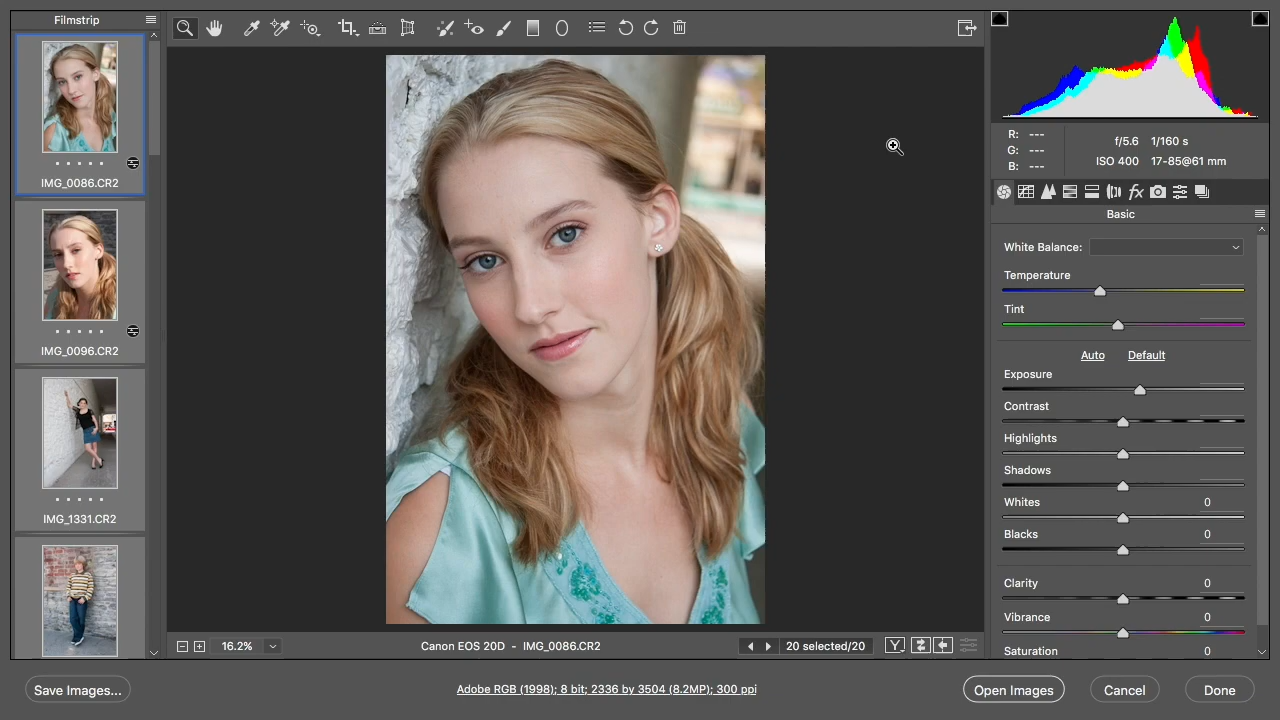 Filmstrip
IMG_0086.CR2
IMG_0096.CR2
IMG_1331.CR2
16.2%
Canon EOS 20D - IMG_0086.CR2
20 selected/20
Y
R: ---
G: ---
B: ---
f/5.6 1/160 s
ISO 400 17-85@61 mm
fx
Basic
White Balance:
Temperature
Tint
Auto Default
Exposure
Contrast
Highlights
Shadows
Whites 0
Blacks 0
Clarity 0
Vibrance 0
Saturation 0
Save Images...
Adobe RGB (1998); 8 bit; 2336 by 3504 (8.2MP); 300 ppi
Open Images
Cancel
Done